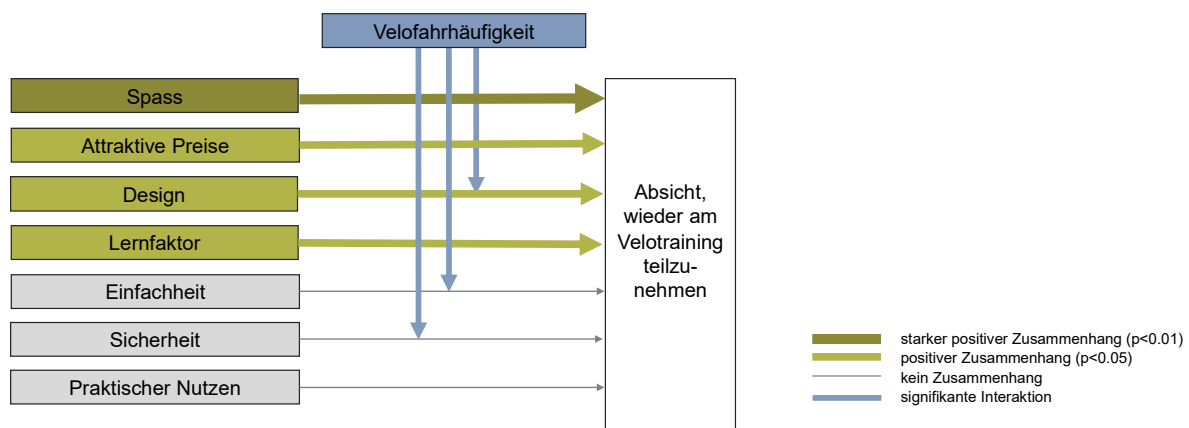 Velofahrhäufigkeit
Spass
Attraktive Preise
Design
Lernfaktor
Einfachheit
Sicherheit
Praktischer Nutzen
Absicht,
wieder am
Velotraining
teilzu-
nehmen
starker positiver Zusammenhang (p<0.01)
positiver Zusammenhang (p<0.05)
kein Zusammenhang
signifikante Interaktion